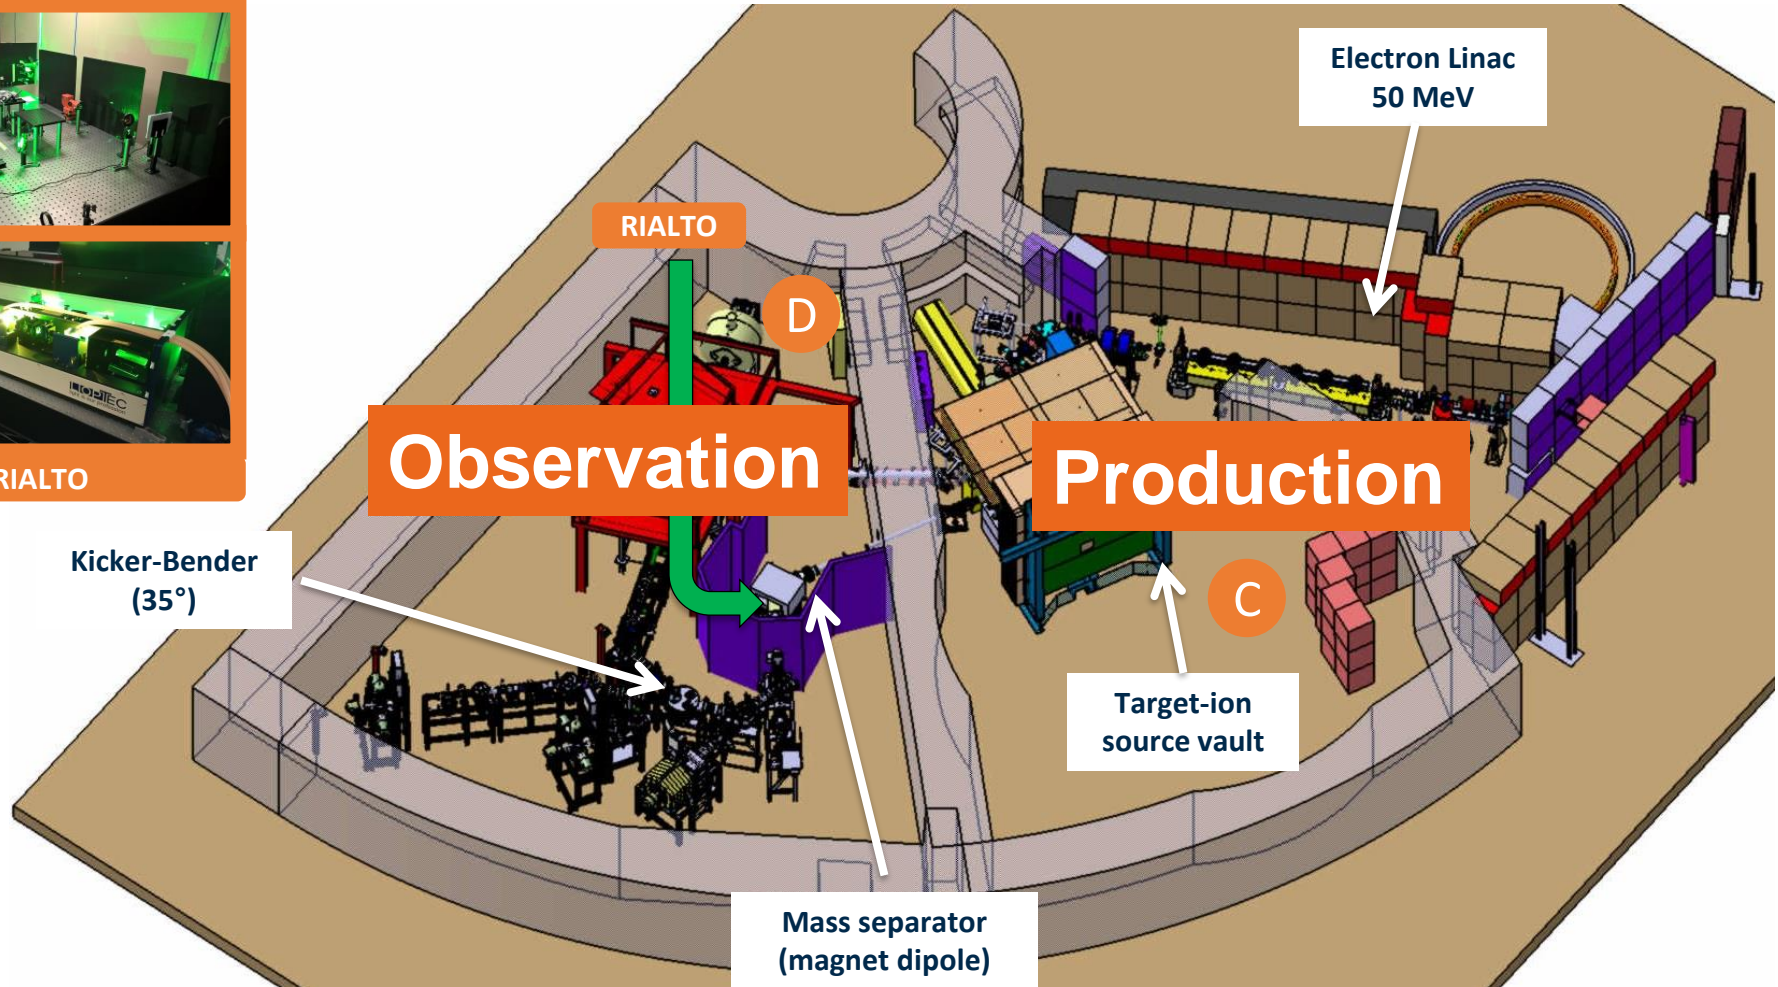 Electron Linac
50 MeV
RIALTO
D
LIOPTEC
Observation
Production
RIALTO
Kicker-Bender
(35°)
C
Target-ion
source vault
Mass separator
(magnet dipole)